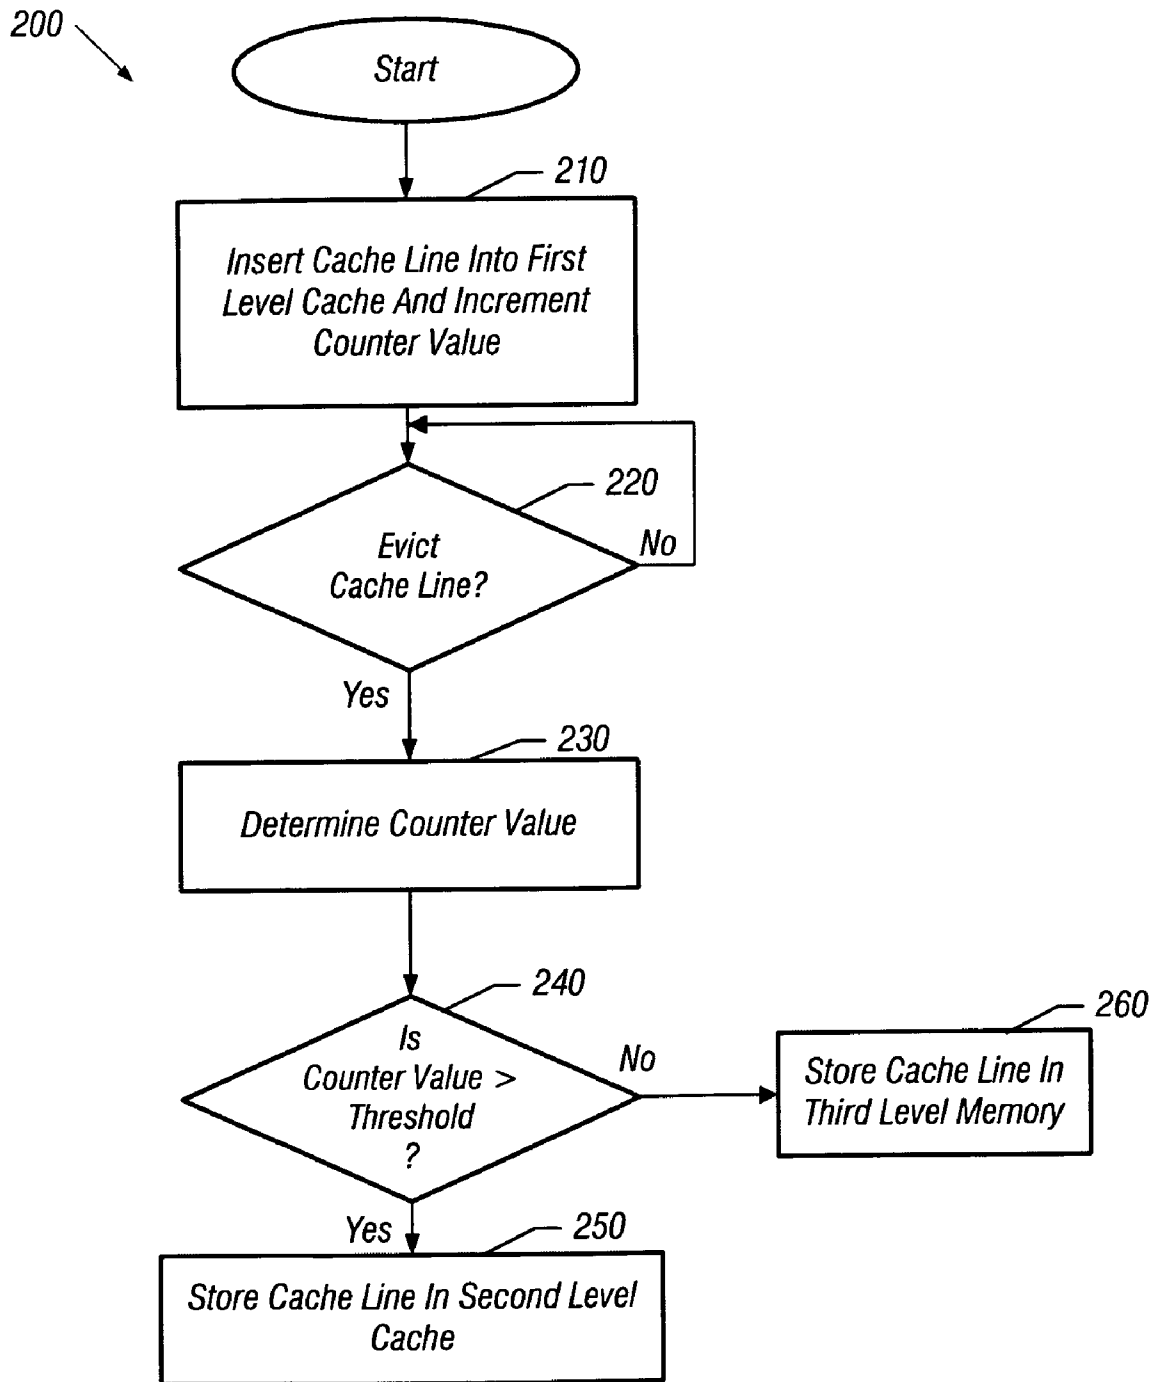 200
Start
210
Insert Cache Line Into First
Level Cache And Increment
Counter Value
220
Evict
Cache Line?
No
Yes
230
Determine Counter Value
240
Is
Counter Value >
Threshold
?
No
260
Store Cache Line In
Third Level Memory
Yes
250
Store Cache Line In Second Level
Cache